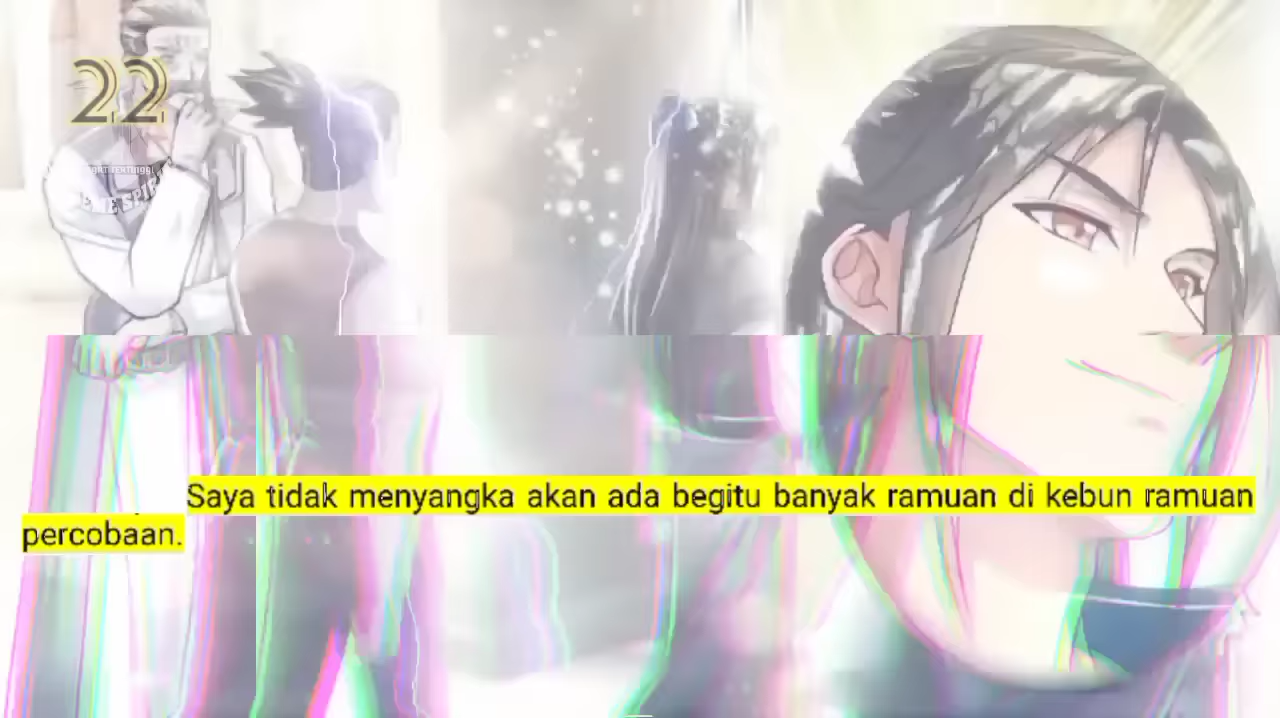 22
Saya tidak menyangka akan ada begitu banyak ramuan di kebun ramuan
percobaan.